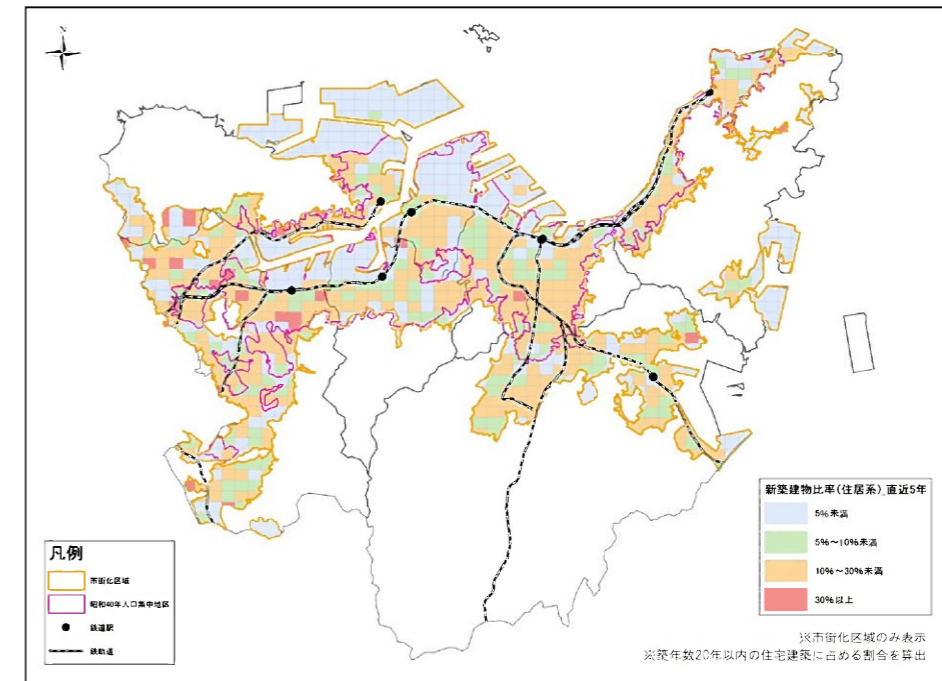 N
新築建物比率(住居系)_直近5年
5%未満
5%～10%未満
10%～30%未満
30%以上
凡例
市街化区域
昭和40年人口集中地区
鉄道駅
鉄軌道
※市街化区域のみ表示
※築年数20年以内の住宅建築に占める割合を算出